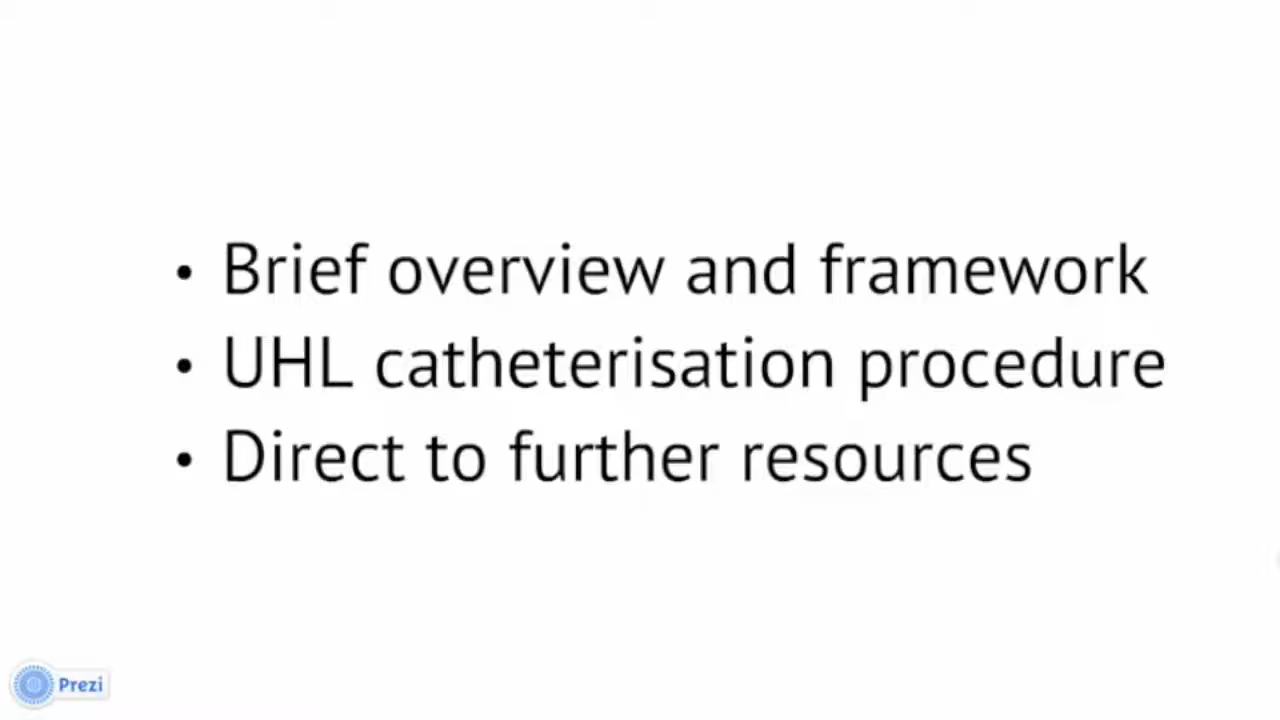 • Brief overview and framework
• UHL catheterisation procedure
• Direct to further resources
Prezi